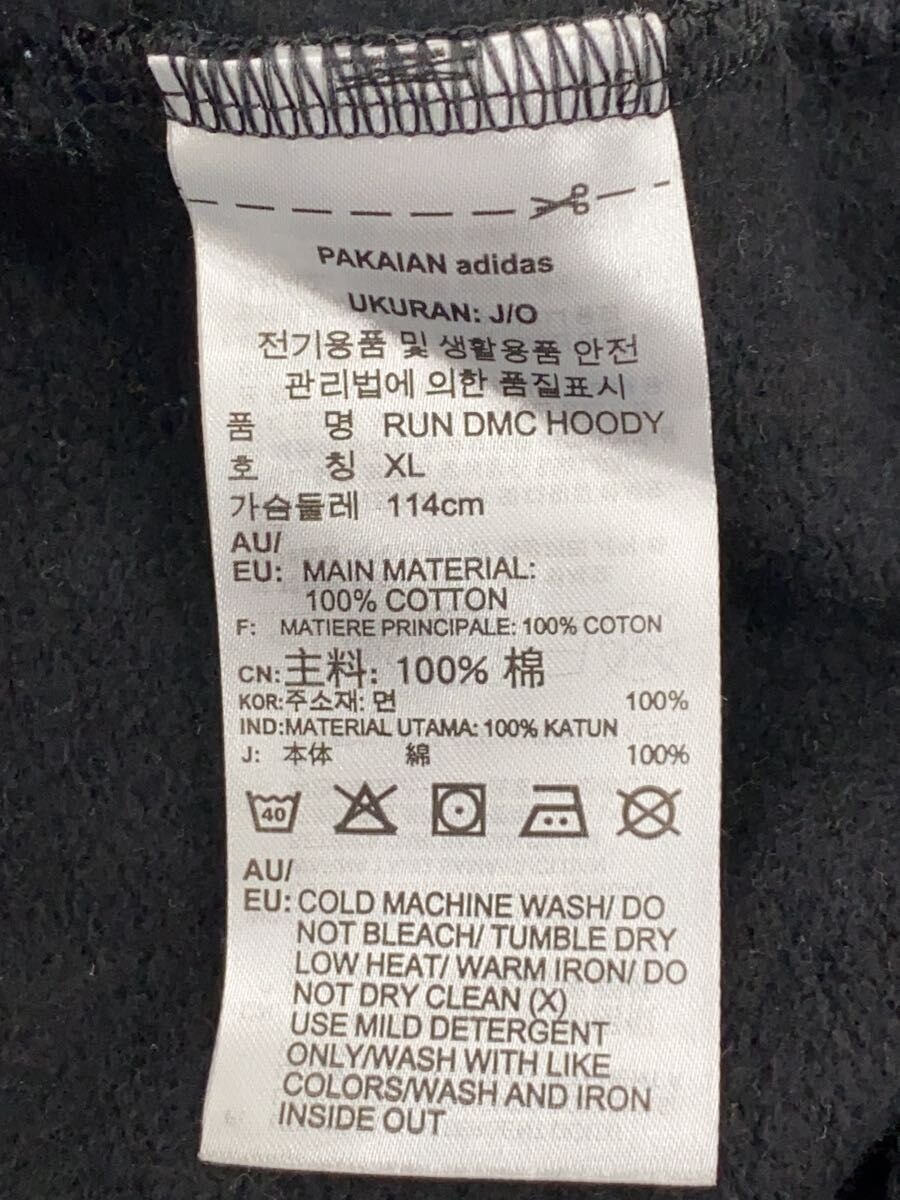 PAKAIAN adidas
UKURAN: J/O
전기용품 및 생활용품 안전
관리법에 의한 품질표시
품 명 RUN DMC HOODY
호 칭 XL
가슴둘레 114cm
AU/
EU: MAIN MATERIAL:
100% COTTON
F: MATIERE PRINCIPALE: 100% COTON
CN:主料: 100% 棉
KOR:주소재: 면 100%
IND:MATERIAL UTAMA: 100% KATUN
J: 本体 綿 100%
40
AU/
EU: COLD MACHINE WASH/ DO
NOT BLEACH/ TUMBLE DRY
LOW HEAT/ WARM IRON/ DO
NOT DRY CLEAN (X)
USE MILD DETERGENT
ONLY/WASH WITH LIKE
COLORS/WASH AND IRON
INSIDE OUT